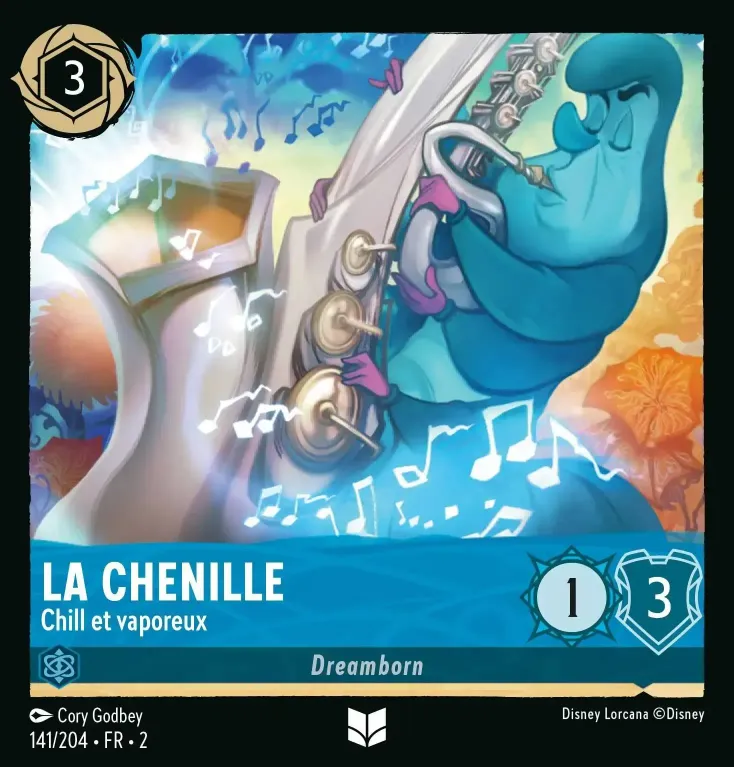 3
LA CHENILLE
Chill et vaporeux
1
3
Dreamborn
Cory Godbey
Disney Lorcana ©Disney
141/204 • FR • 2